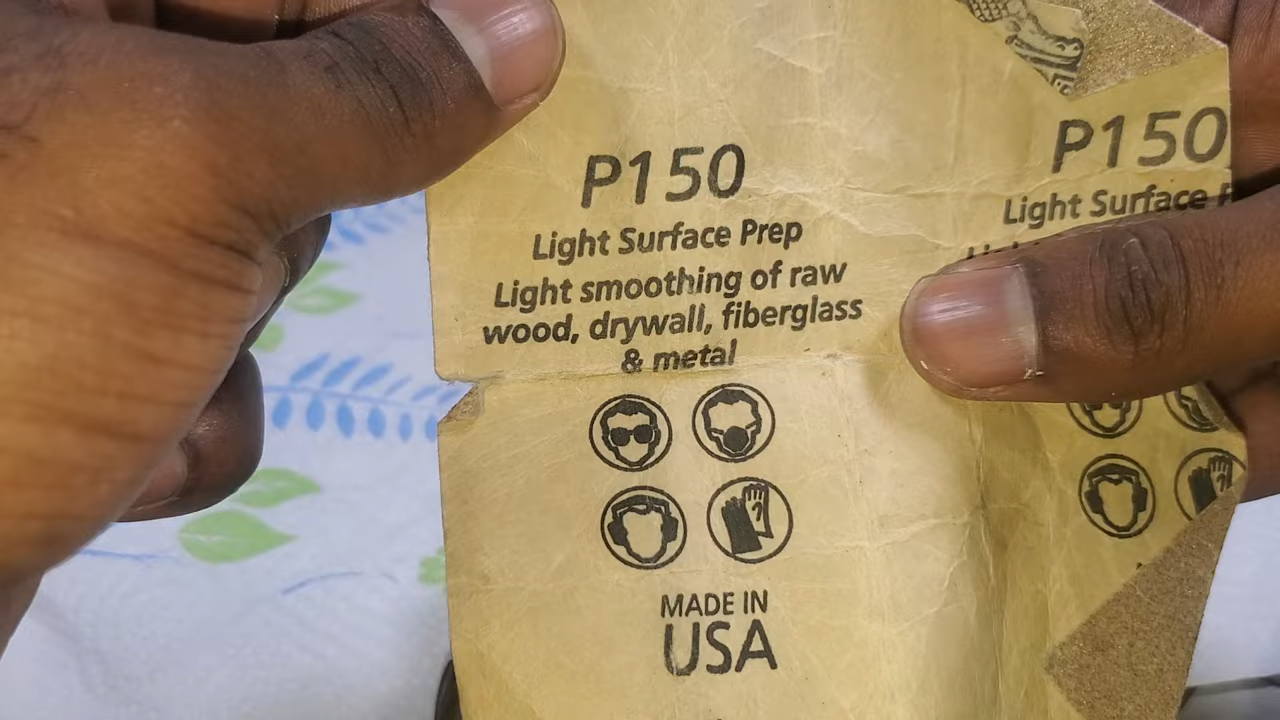 P150
Light Surface Prep
Light smoothing of raw
wood, drywall, fiberglass
& metal
MADE IN
USA
P150
Light Surface